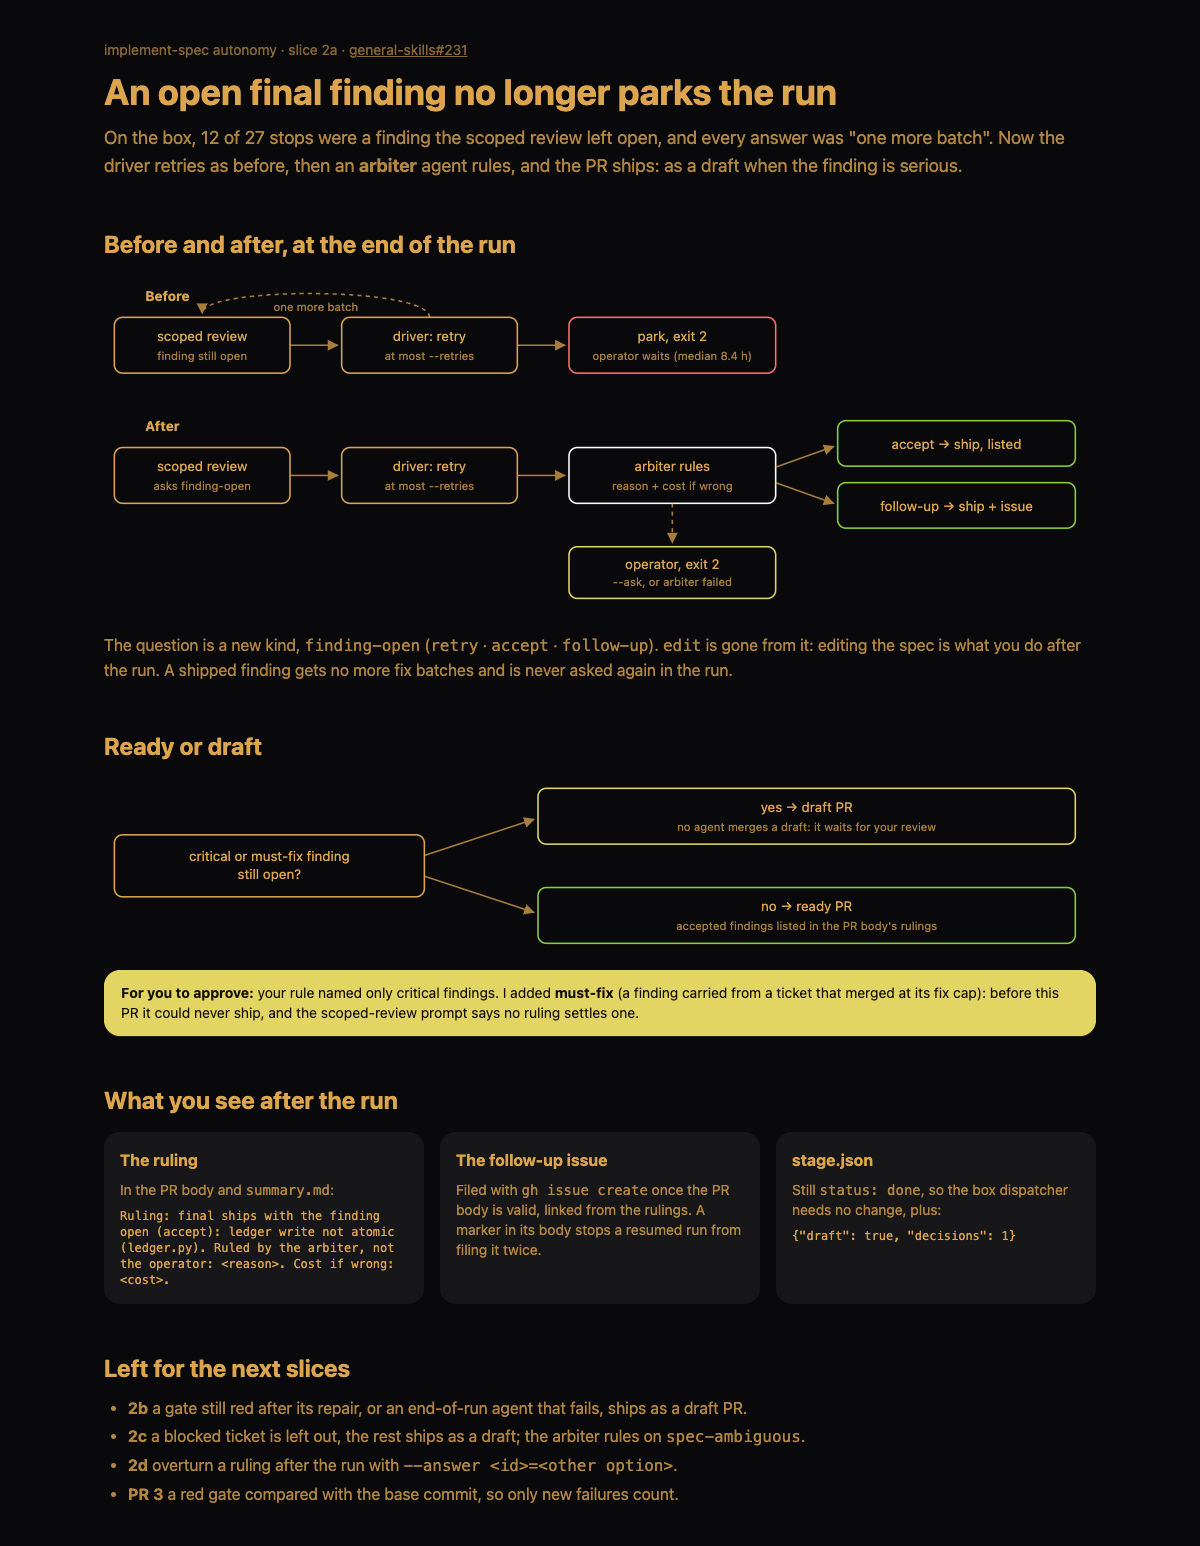 implement-spec autonomy · slice 2a · general-skills#231
An open final finding no longer parks the run
On the box, 12 of 27 stops were a finding the scoped review left open, and every answer was "one more batch". Now the
driver retries as before, then an arbiter agent rules, and the PR ships: as a draft when the finding is serious.
Before and after, at the end of the run
Before
one more batch
scoped review
finding still open
driver: retry
at most --retries
park, exit 2
operator waits (median 8.4 h)
After
scoped review
asks finding-open
driver: retry
at most --retries
arbiter rules
reason + cost if wrong
accept → ship, listed
follow-up → ship + issue
operator, exit 2
--ask, or arbiter failed
The question is a new kind, finding-open (retry · accept · follow-up). edit is gone from it: editing the spec is what you do after
the run. A shipped finding gets no more fix batches and is never asked again in the run.
Ready or draft
critical or must-fix finding
still open?
yes → draft PR
no agent merges a draft: it waits for your review
no → ready PR
accepted findings listed in the PR body's rulings
For you to approve: your rule named only critical findings. I added must-fix (a finding carried from a ticket that merged at its fix cap): before this
PR it could never ship, and the scoped-review prompt says no ruling settles one.
What you see after the run
The ruling
In the PR body and summary.md:
Ruling: final ships with the finding
open (accept): ledger write not atomic
(ledger.py). Ruled by the arbiter, not
the operator: <reason>. Cost if wrong:
<cost>.
The follow-up issue
Filed with gh issue create once the PR
body is valid, linked from the rulings. A
marker in its body stops a resumed run from
filing it twice.
stage.json
Still status: done, so the box dispatcher
needs no change, plus:
{"draft": true, "decisions": 1}
Left for the next slices
• 2b a gate still red after its repair, or an end-of-run agent that fails, ships as a draft PR.
• 2c a blocked ticket is left out, the rest ships as a draft; the arbiter rules on spec-ambiguous.
• 2d overturn a ruling after the run with --answer <id>=<other option>.
• PR 3 a red gate compared with the base commit, so only new failures count.